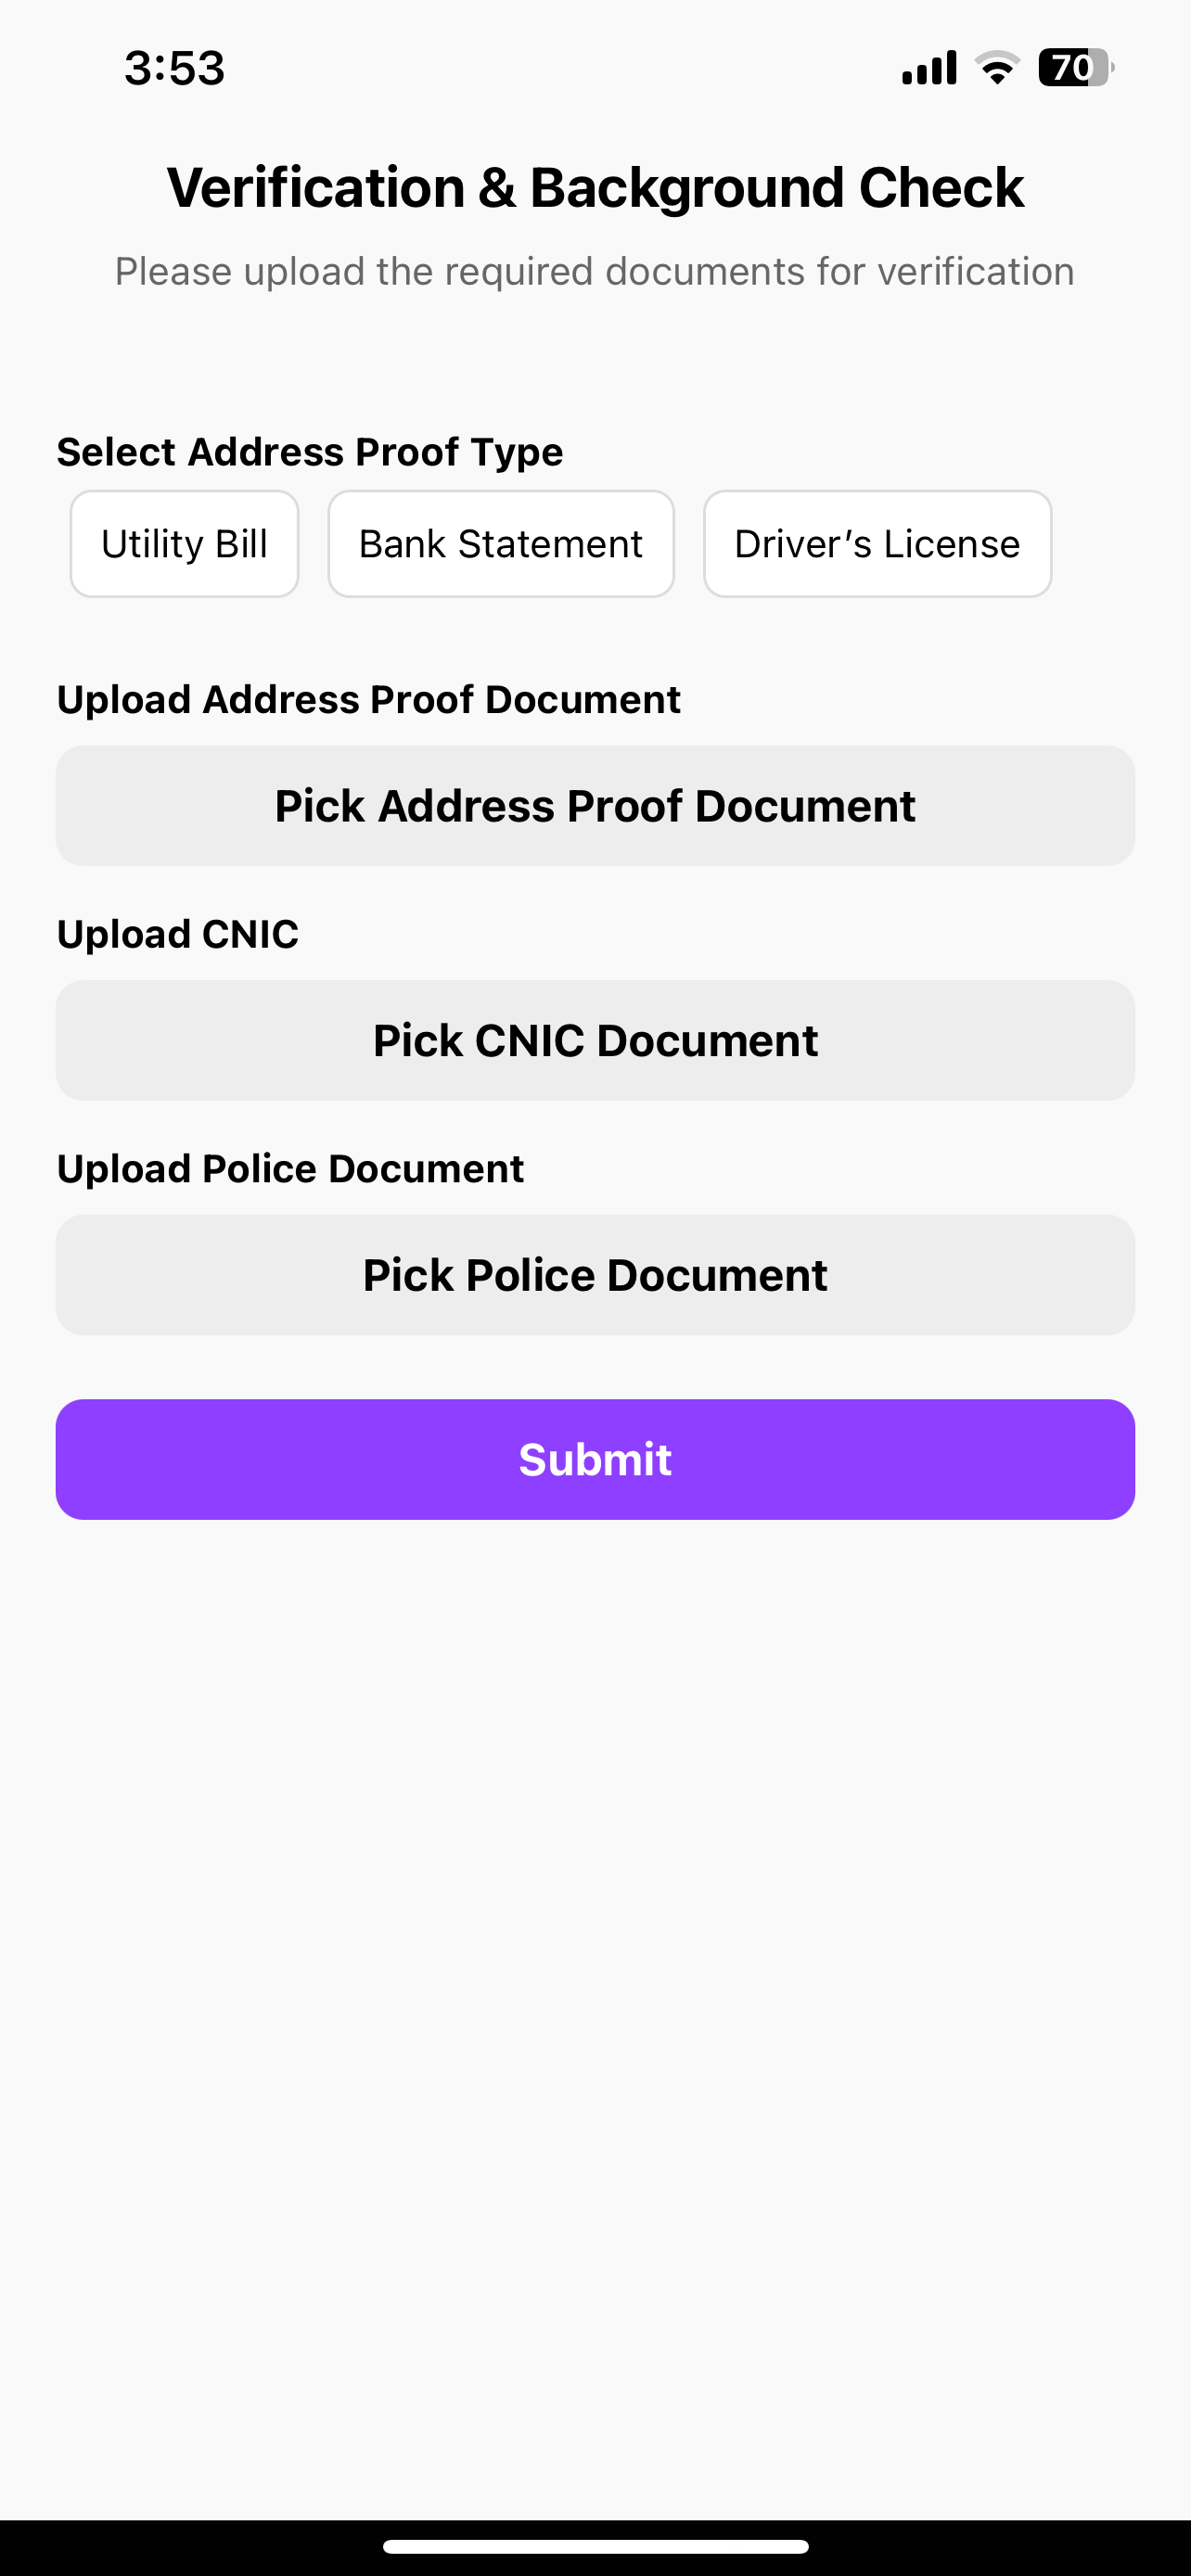 3:53
70
Verification & Background Check
Please upload the required documents for verification
Select Address Proof Type
Utility Bill
Bank Statement
Driver’s License
Upload Address Proof Document
Pick Address Proof Document
Upload CNIC
Pick CNIC Document
Upload Police Document
Pick Police Document
Submit